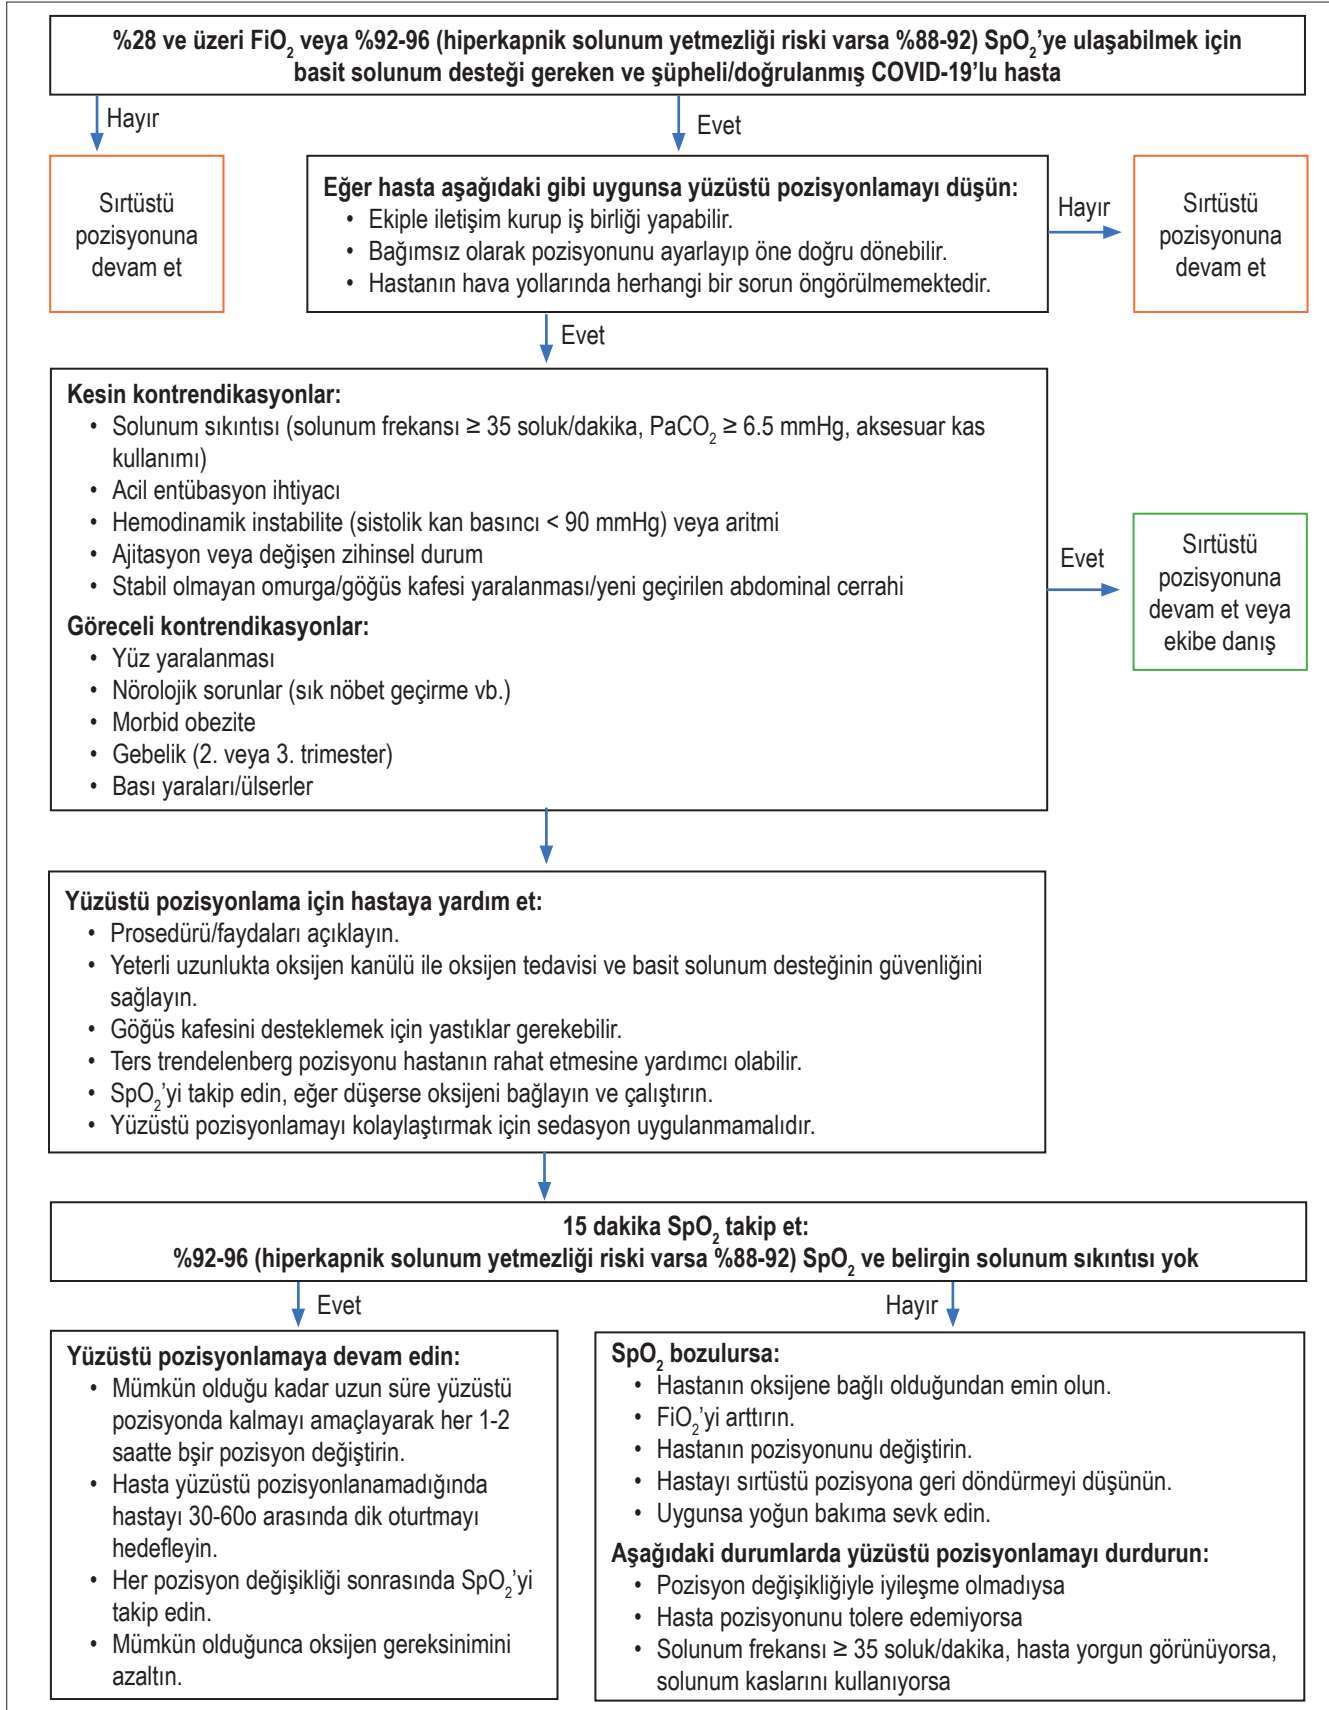 %28 ve üzeri FiO2 veya %92-96 (hiperkapnik solunum yetmezliği riski varsa %88-92) SpO2’ye ulaşabilmek için
basit solunum desteği gereken ve şüpheli/doğrulanmış COVID-19’lu hasta
Hayır
Evet
Sırtüstü
pozisyonuna
devam et
Eğer hasta aşağıdaki gibi uygunsa yüzüstü pozisyonlamayı düşün:
• Ekiple iletişim kurup iş birliği yapabilir.
• Bağımsız olarak pozisyonunu ayarlayıp öne doğru dönebilir.
• Hastanın hava yollarında herhangi bir sorun öngörülmemektedir.
Hayır
Sırtüstü
pozisyonuna
devam et
Evet
Kesin kontrendikasyonlar:
• Solunum sıkıntısı (solunum frekansı ≥ 35 soluk/dakika, PaCO2 ≥ 6.5 mmHg, aksesuar kas
kullanımı)
• Acil entübasyon ihtiyacı
• Hemodinamik instabilite (sistolik kan basıncı < 90 mmHg) veya aritmi
• Ajitasyon veya değişen zihinsel durum
• Stabil olmayan omurga/göğüs kafesi yaralanması/yeni geçirilen abdominal cerrahi
Göreceli kontrendikasyonlar:
• Yüz yaralanması
• Nörolojik sorunlar (sık nöbet geçirme vb.)
• Morbid obezite
• Gebelik (2. veya 3. trimester)
• Bası yaraları/ülserler
Evet
Sırtüstü
pozisyonuna
devam et veya
ekibe danış
Yüzüstü pozisyonlama için hastaya yardım et:
• Prosedürü/faydaları açıklayın.
• Yeterli uzunlukta oksijen kanülü ile oksijen tedavisi ve basit solunum desteğinin güvenliğini
sağlayın.
• Göğüs kafesini desteklemek için yastıklar gerekebilir.
• Ters trendelenberg pozisyonu hastanın rahat etmesine yardımcı olabilir.
• SpO2’yi takip edin, eğer düşerse oksijeni bağlayın ve çalıştırın.
• Yüzüstü pozisyonlamayı kolaylaştırmak için sedasyon uygulanmamalıdır.
15 dakika SpO2 takip et:
%92-96 (hiperkapnik solunum yetmezliği riski varsa %88-92) SpO2 ve belirgin solunum sıkıntısı yok
Evet
Hayır
Yüzüstü pozisyonlamaya devam edin:
• Mümkün olduğu kadar uzun süre yüzüstü
pozisyonda kalmayı amaçlayarak her 1-2
saatte bşir pozisyon değiştirin.
• Hasta yüzüstü pozisyonlanamadığında
hastayı 30-60o arasında dik oturtmayı
hedefleyin.
• Her pozisyon değişikliği sonrasında SpO2’yi
takip edin.
• Mümkün olduğunca oksijen gereksinimini
azaltın.
SpO2 bozulursa:
• Hastanın oksijene bağlı olduğundan emin olun.
• FiO2’yi arttırın.
• Hastanın pozisyonunu değiştirin.
• Hastayı sırtüstü pozisyona geri döndürmeyi düşünün.
• Uygunsa yoğun bakıma sevk edin.
Aşağıdaki durumlarda yüzüstü pozisyonlamayı durdurun:
• Pozisyon değişikliğiyle iyileşme olmadıysa
• Hasta pozisyonunu tolere edemiyorsa
• Solunum frekansı ≥ 35 soluk/dakika, hasta yorgun görünüyorsa,
solunum kaslarını kullanıyorsa